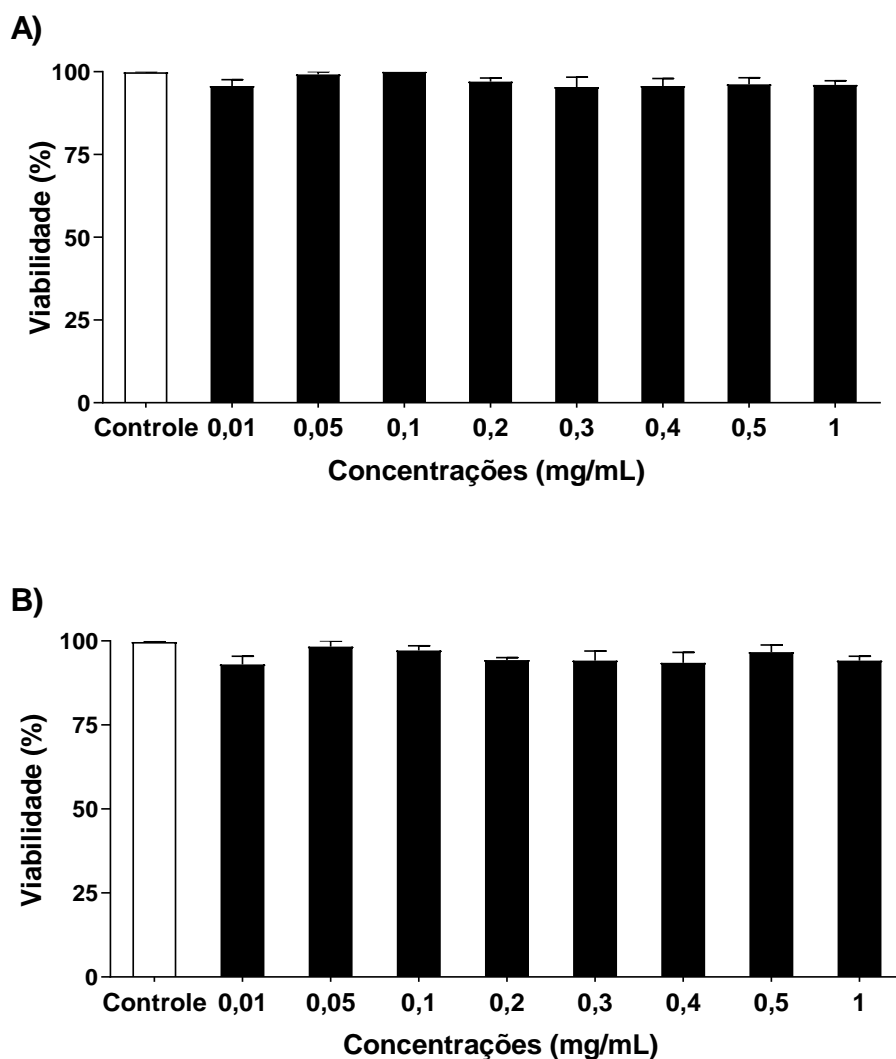 A)
100
75
50
25
0
Viabilidade (%)
Controle 0,01 0,05 0,1 0,2 0,3 0,4 0,5 1
Concentrações (mg/mL)
B)
100
75
50
25
0
Viabilidade (%)
Controle 0,01 0,05 0,1 0,2 0,3 0,4 0,5 1
Concentrações (mg/mL)